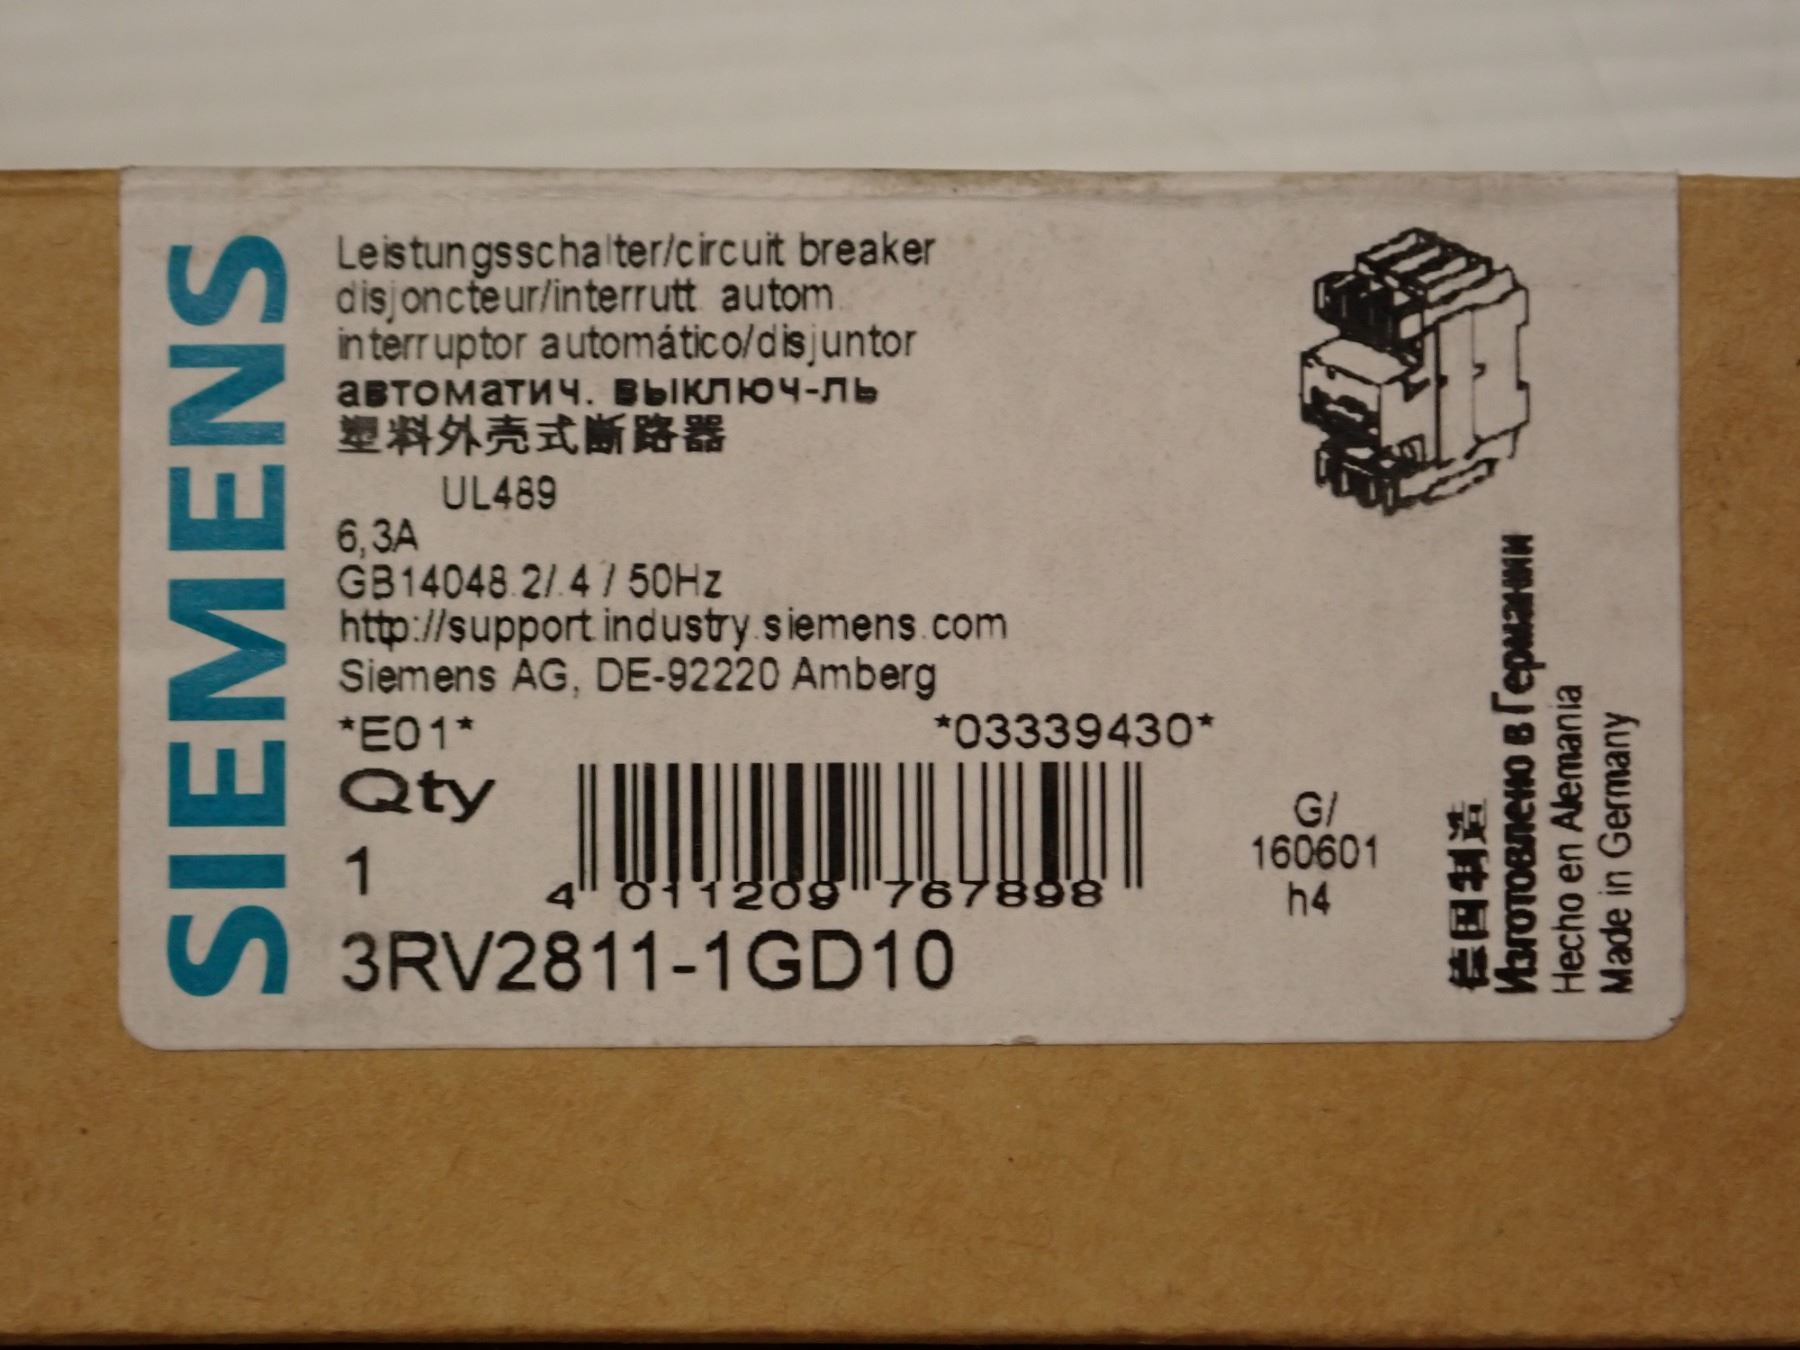 SIEMENS
Leistungsschalter/circuit breaker
disjoncteur/interrutt. autom.
interruptor automático/disjuntor
автоматич. выключ-ль
塑料外壳式断路器
UL489
6,3A
GB14048.2/.4 / 50Hz
http://support.industry.siemens.com
Siemens AG, DE-92220 Amberg
*E01* *03339430*
Qty
1
4 011209 767898
3RV2811-1GD10
G/
160601
h4
德国制造
Изготовлено в Германии
Hecho en Alemania
Made in Germany